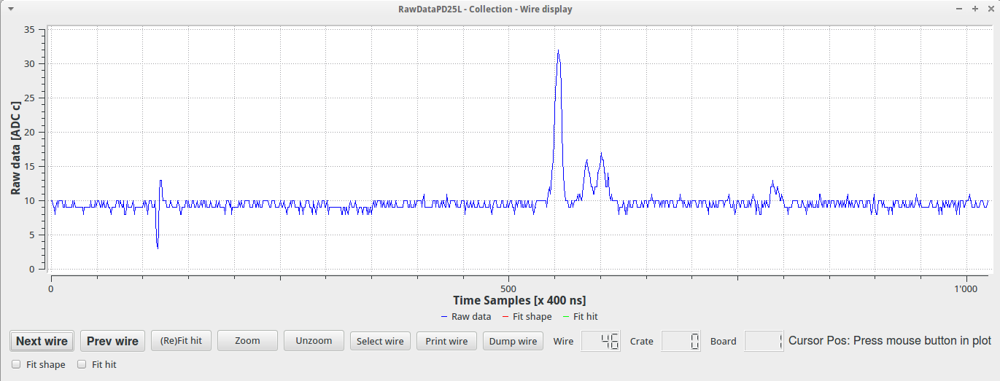 RawDataPD25L - Collection - Wire display
35
30
25
20
15
10
5
0
Raw data [ADC c]
0 500 1'000
Time Samples [x 400 ns]
Raw data Fit shape Fit hit
Next wire Prev wire (Re)Fit hit Zoom Unzoom Select wire Print wire Dump wire Wire 46 Crate 0 Board 1 Cursor Pos: Press mouse button in plot
Fit shape Fit hit